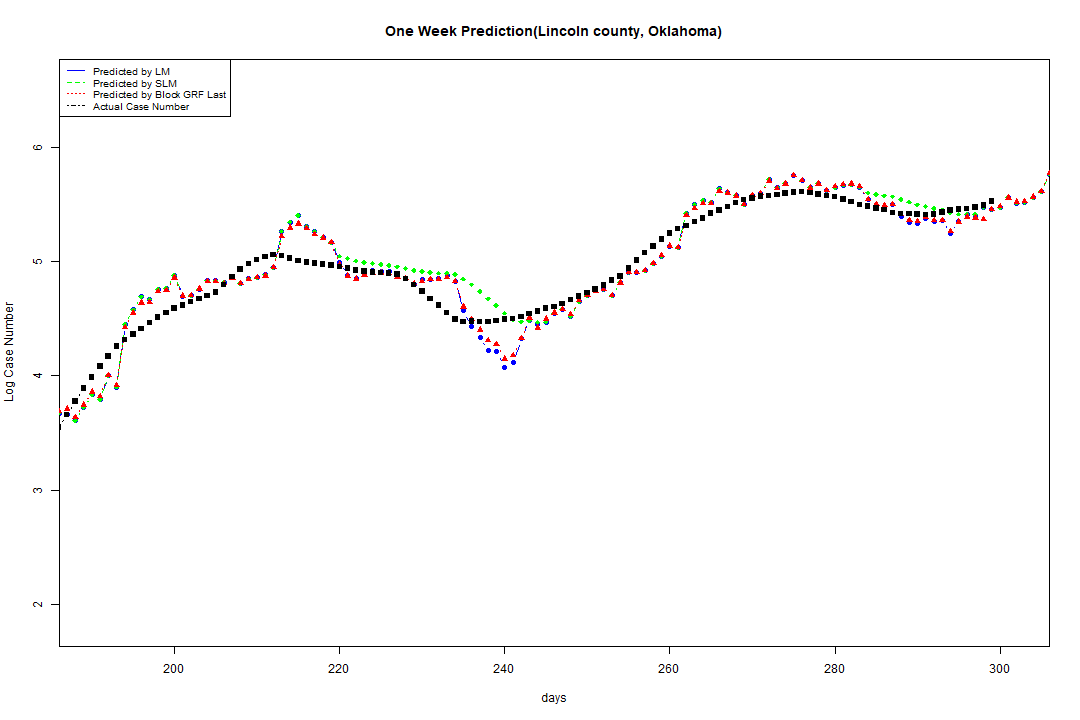 One Week Prediction(Lincoln county, Oklahoma)
Predicted by LM
Predicted by SLM
Predicted by Block GRF Last
Actual Case Number
6
5
4
3
2
Log Case Number
200 220 240 260 280 300
days